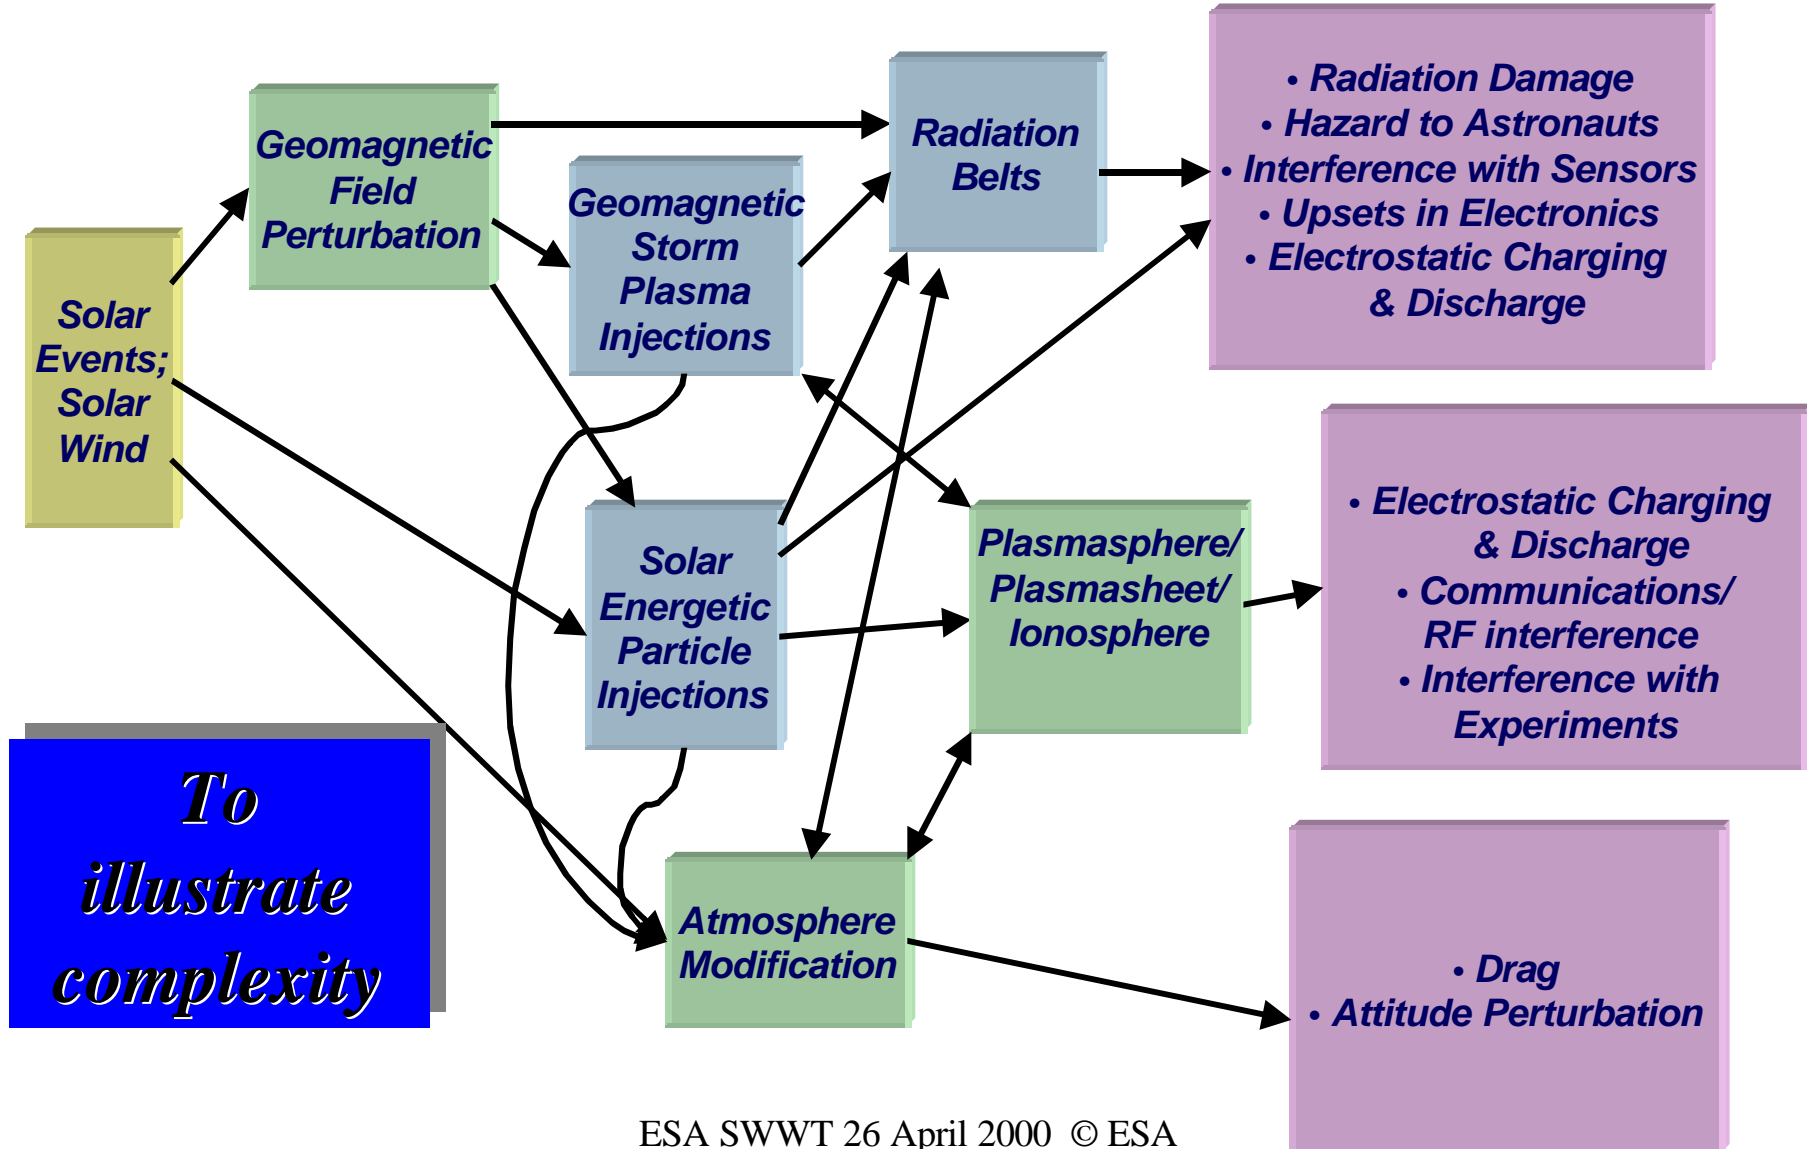 Solar
Events;
Solar
Wind
Geomagnetic
Field
Perturbation
Geomagnetic
Storm
Plasma
Injections
Radiation
Belts
• Radiation Damage
• Hazard to Astronauts
• Interference with Sensors
• Upsets in Electronics
• Electrostatic Charging
& Discharge
Solar
Energetic
Particle
Injections
Plasmasphere/
Plasmasheet/
Ionosphere
• Electrostatic Charging
& Discharge
• Communications/
RF interference
• Interference with
Experiments
To
illustrate
complexity
Atmosphere
Modification
• Drag
• Attitude Perturbation
ESA SWWT 26 April 2000 © ESA